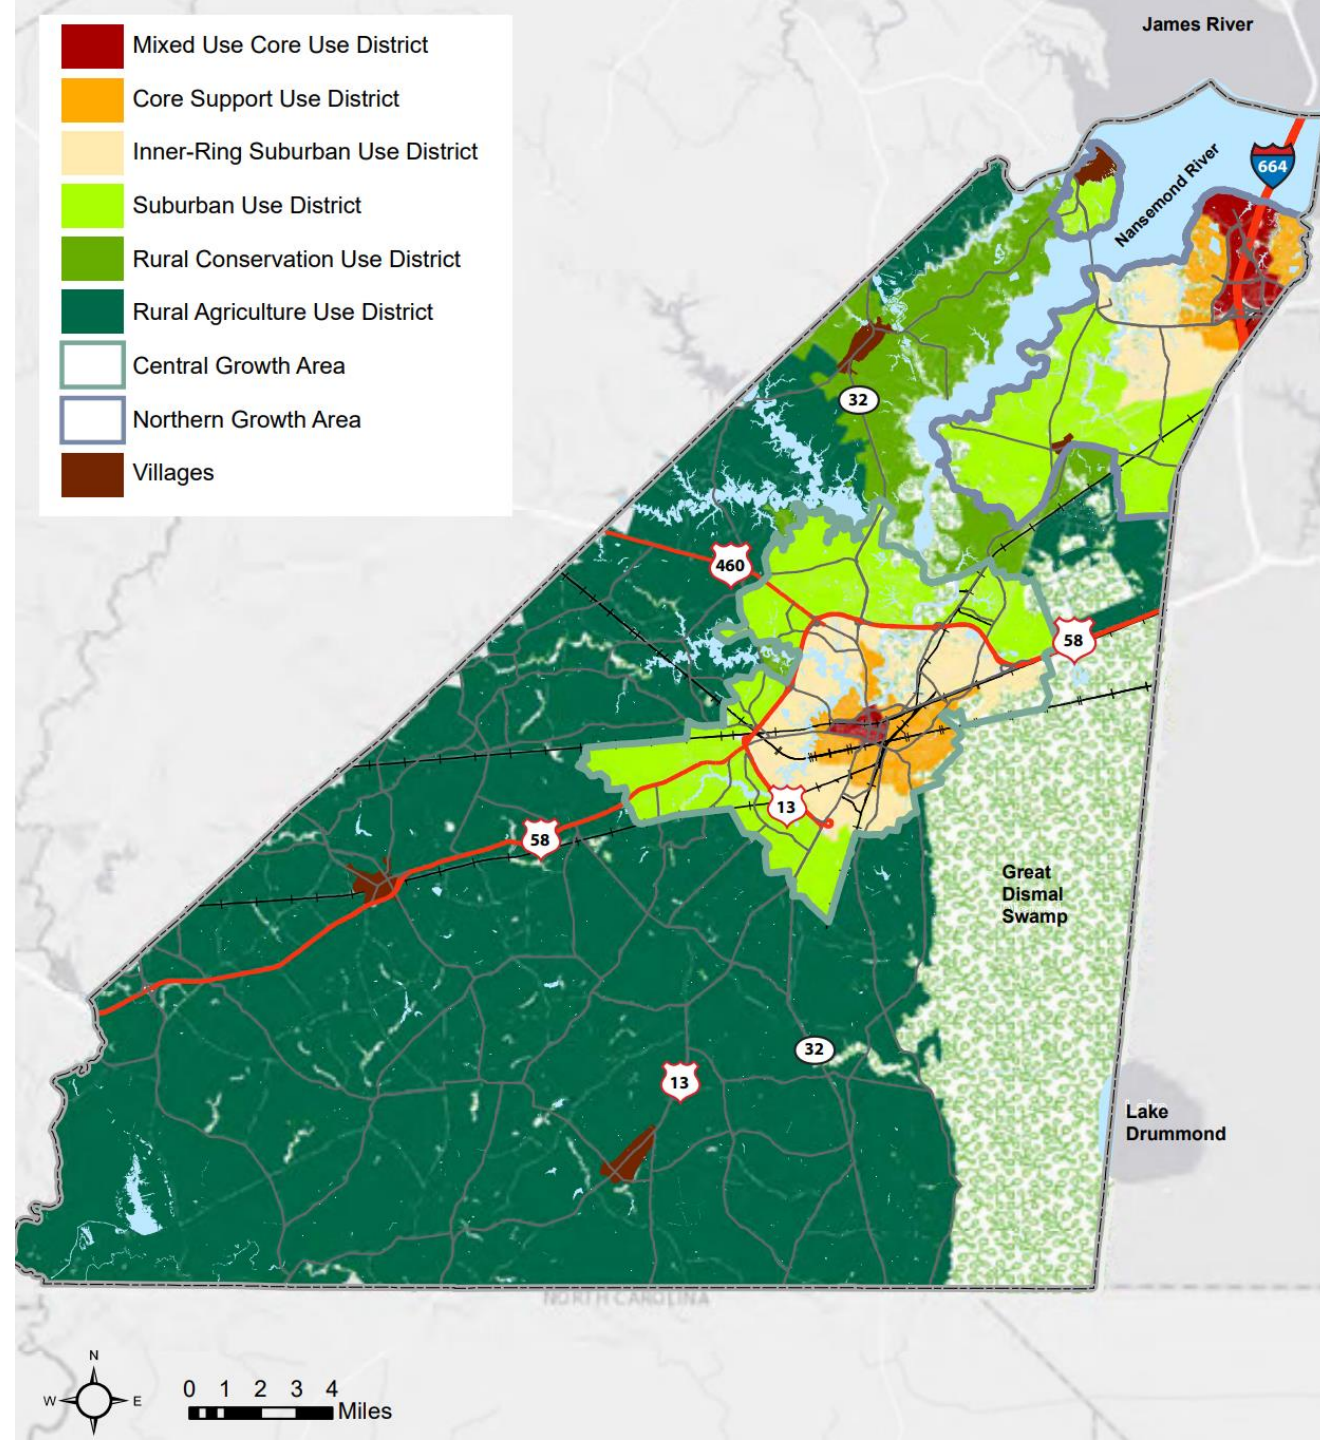 Mixed Use Core Use District
Core Support Use District
Inner-Ring Suburban Use District
Suburban Use District
Rural Conservation Use District
Rural Agriculture Use District
Central Growth Area
Northern Growth Area
Villages
James River
664
Nansemond River
32
460
58
13
58
Great
Dismal
Swamp
32
13
Lake
Drummond
NORTH CAROLINA
N
W E
S
0 1 2 3 4
Miles